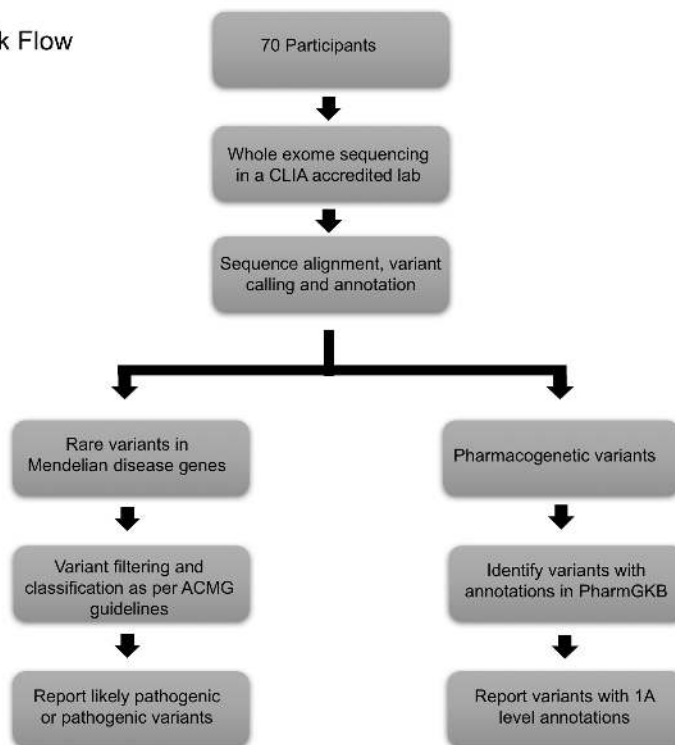 k Flow
70 Participants
Whole exome sequencing
in a CLIA accredited lab
Sequence alignment, variant
calling and annotation
Rare variants in
Mendelian disease genes
Pharmacogenetic variants
Variant filtering and
classification as per ACMG
guidelines
Identify variants with
annotations in PharmGKB
Report likely pathogenic
or pathogenic variants
Report variants with 1A
level annotations